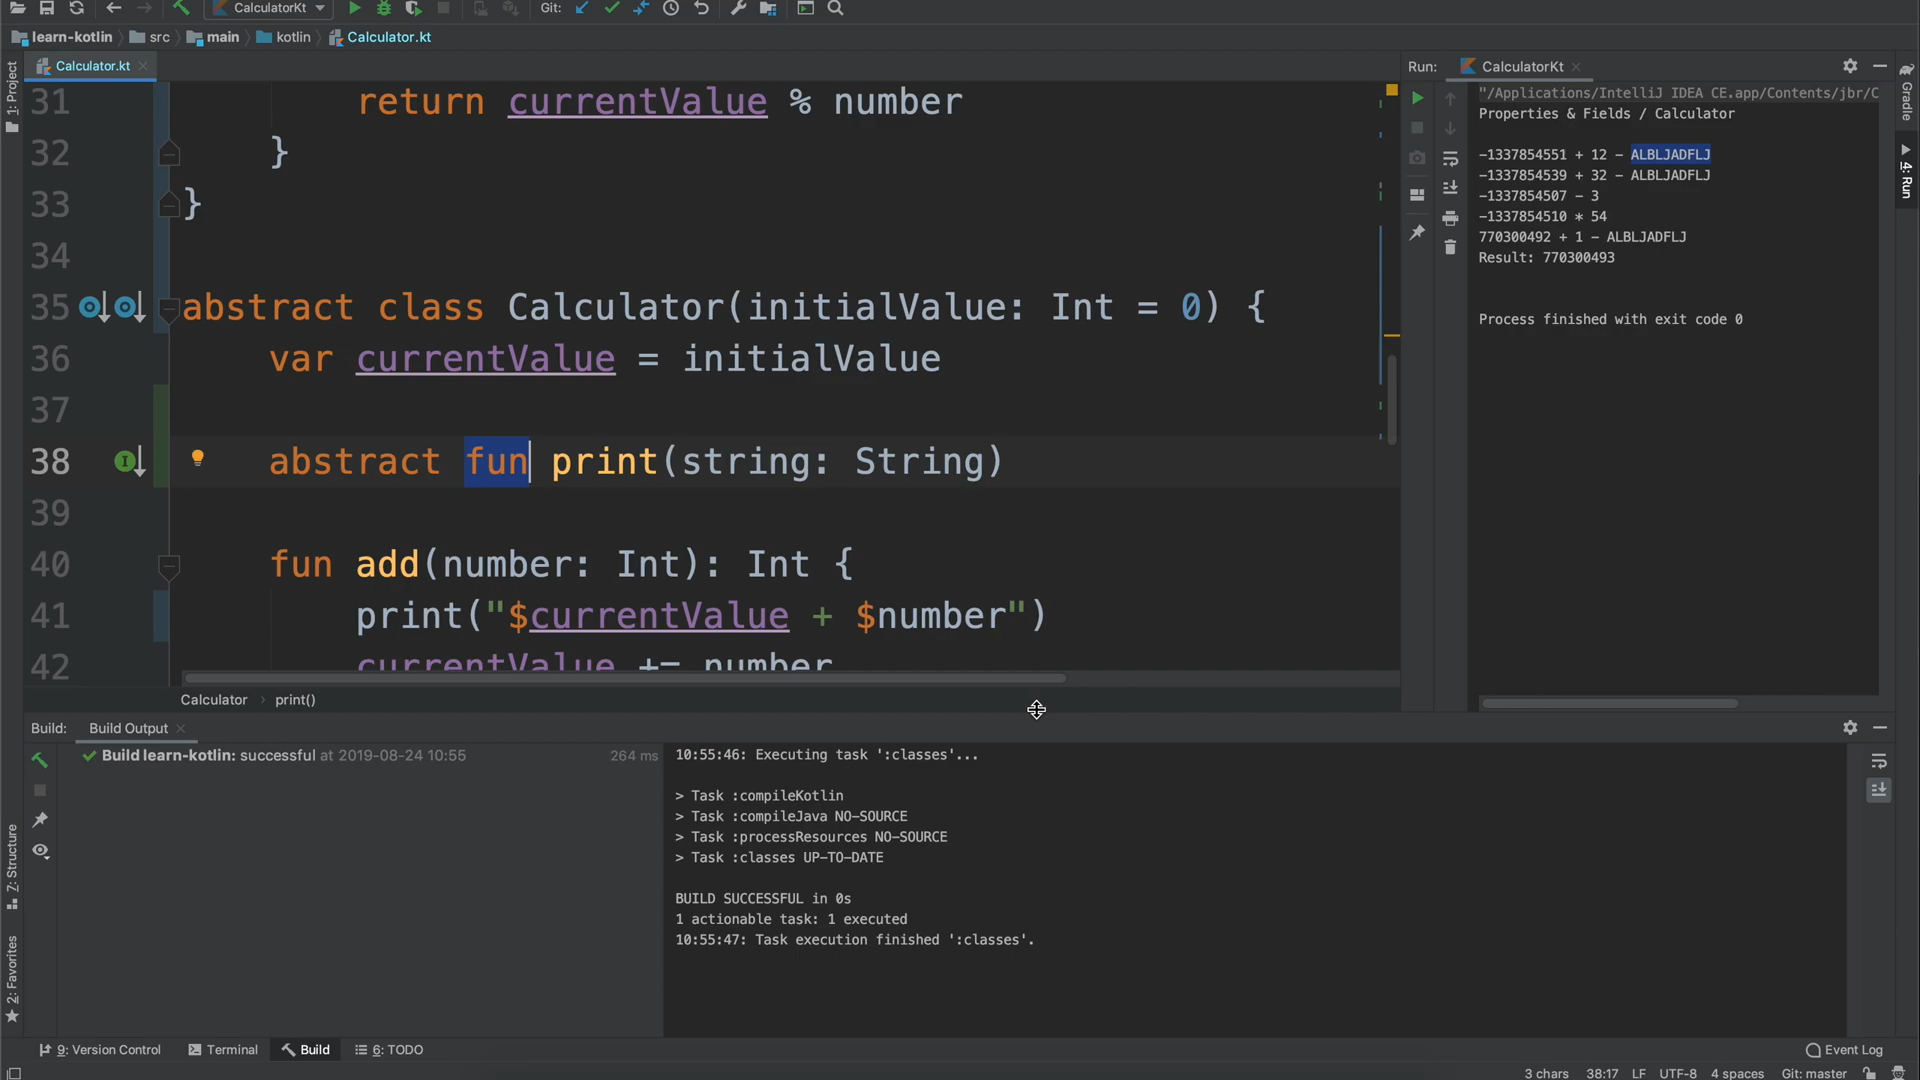 CalculatorKt
Git:
learn-kotlin
src
main
kotlin
Calculator.kt
1: Project
Calculator.kt
31 return currentValue % number
32 }
33 }
34
35 abstract class Calculator(initialValue: Int = 0) {
36 var currentValue = initialValue
37
38 abstract fun print(string: String)
39
40 fun add(number: Int): Int {
41 print("$currentValue + $number")
42 currentValue += number
Calculator
print()
Run:
CalculatorKt
"/Applications/IntelliJ IDEA CE.app/Contents/jbr/C
Properties & Fields / Calculator
-1337854551 + 12 - ALBLJADFLJ
-1337854539 + 32 - ALBLJADFLJ
-1337854507 - 3
-1337854510 * 54
770300492 + 1 - ALBLJADFLJ
Result: 770300493
Process finished with exit code 0
Gradle
4: Run
Build:
Build Output
Build learn-kotlin: successful at 2019-08-24 10:55
264 ms
10:55:46: Executing task ':classes'...
> Task :compileKotlin
> Task :compileJava NO-SOURCE
> Task :processResources NO-SOURCE
> Task :classes UP-TO-DATE
BUILD SUCCESSFUL in 0s
1 actionable task: 1 executed
10:55:47: Task execution finished ':classes'.
Z: Structure
2: Favorites
9: Version Control
Terminal
Build
6: TODO
Event Log
3 chars
38:17
LF
UTF-8
4 spaces
Git: master